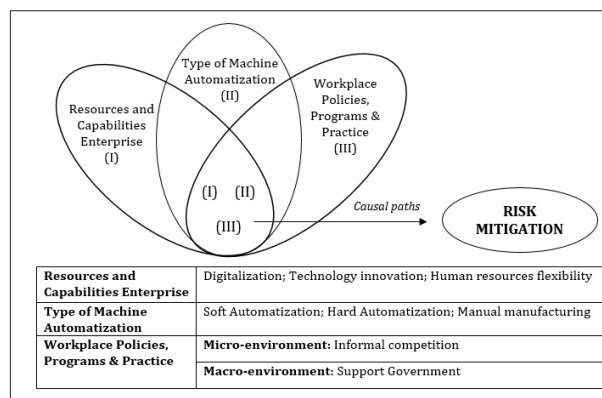 Type of Machine
Automatization
(II)
Workplace
Policies,
Programs &
Practice
(III)
Resources and
Capabilities
Enterprise
(I)
(I) (II)
(III)
Causal paths
RISK
MITIGATION
Resources and
Capabilities Enterprise
Digitalization; Technology innovation; Human resources flexibility
Type of Machine
Automatization
Soft Automatization; Hard Automatization; Manual manufacturing
Workplace Policies,
Programs & Practice
Micro-environment: Informal competition
Macro-environment: Support Government